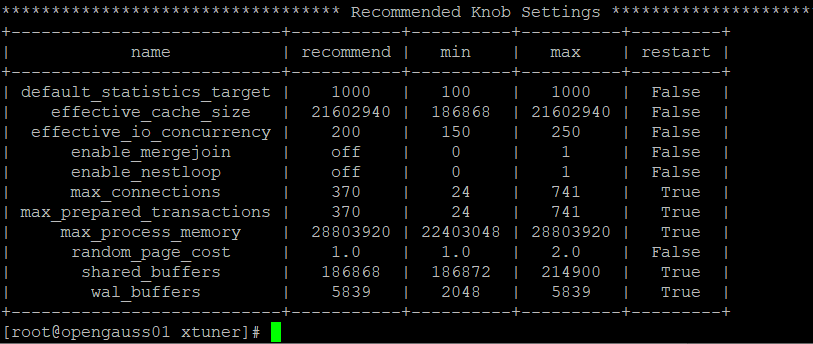 ********************************** Recommended Knob Settings *********************
+---------------------------+-----------+----------+----------+---------+
| name | recommend | min | max | restart |
+---------------------------+-----------+----------+----------+---------+
| default_statistics_target | 1000 | 100 | 1000 | False |
| effective_cache_size | 21602940 | 186868 | 21602940 | False |
| effective_io_concurrency | 200 | 150 | 250 | False |
| enable_mergejoin | off | 0 | 1 | False |
| enable_nestloop | off | 0 | 1 | False |
| max_connections | 370 | 24 | 741 | True |
| max_prepared_transactions | 370 | 24 | 741 | True |
| max_process_memory | 28803920 | 22403048 | 28803920 | True |
| random_page_cost | 1.0 | 1.0 | 2.0 | False |
| shared_buffers | 186868 | 186872 | 214900 | True |
| wal_buffers | 5839 | 2048 | 5839 | True |
+---------------------------+-----------+----------+----------+---------+
[root@opengauss01 xtuner]#